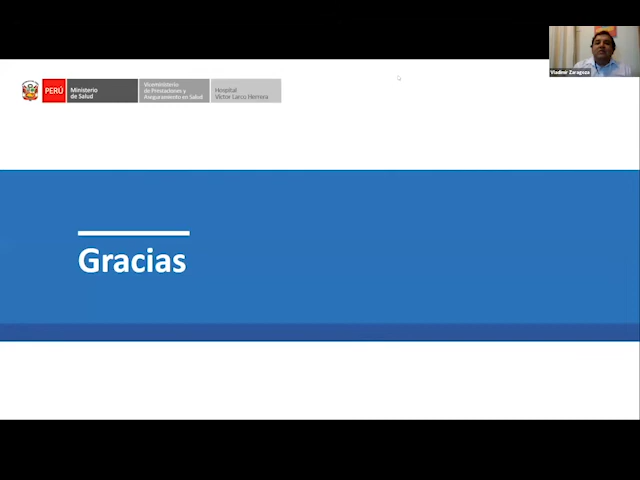 PERÚ
Ministerio
de Salud
Viceministerio
de Prestaciones y
Aseguramiento en Salud
Hospital
Víctor Larco Herrera
Vladimir Zaragoza
Gracias